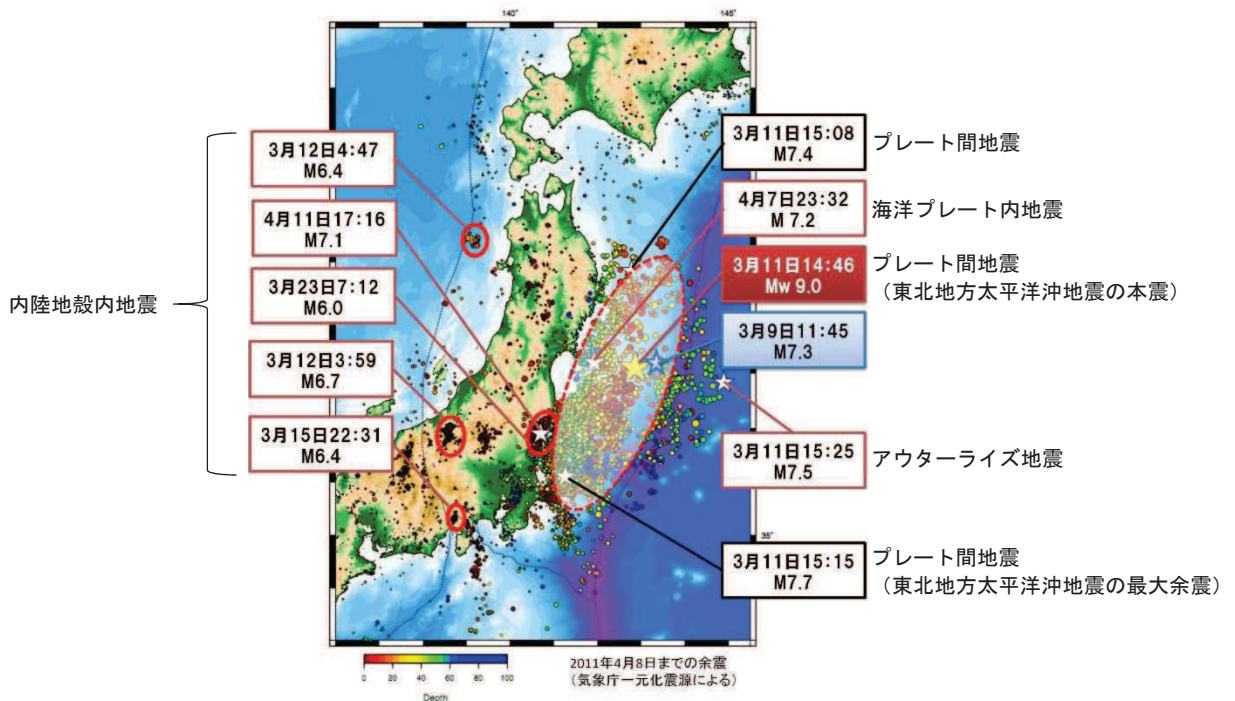 140°
145°
内陸地殻内地震
3月12日4:47
M6.4
4月11日17:16
M7.1
3月23日7:12
M6.0
3月12日3:59
M6.7
3月15日22:31
M6.4
3月11日15:08
M7.4
プレート間地震
4月7日23:32
M 7.2
海洋プレート内地震
3月11日14:46
Mw 9.0
プレート間地震
（東北地方太平洋沖地震の本震）
3月9日11:45
M7.3
3月11日15:25
M7.5
アウターライズ地震
35°
3月11日15:15
M7.7
プレート間地震
（東北地方太平洋沖地震の最大余震）
0 20 40 60 80 100
Depth
2011年4月8日までの余震
（気象庁一元化震源による）